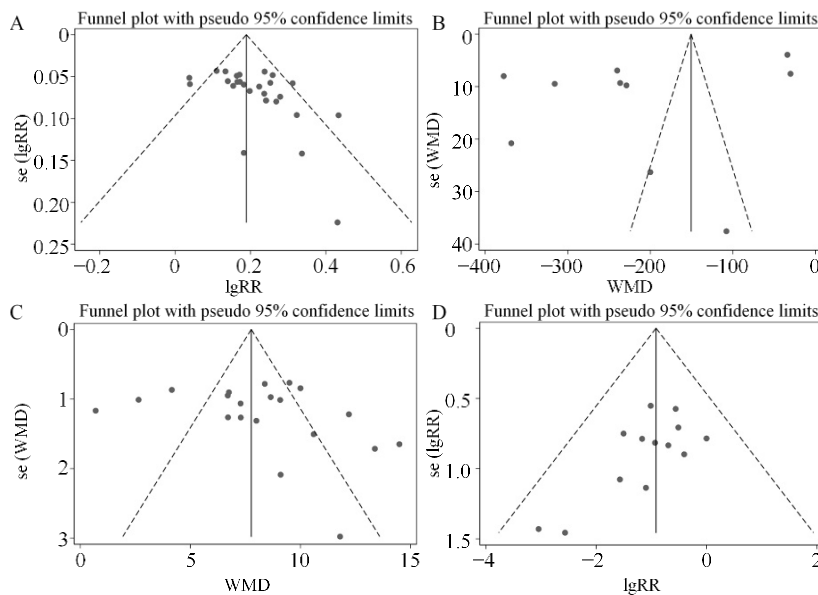 A
Funnel plot with pseudo 95% confidence limits
0
0.05
0.10
0.15
0.20
0.25
se (lgRR)
−0.2
0
0.2
0.4
0.6
lgRR
B
Funnel plot with pseudo 95% confidence limits
0
10
20
30
40
se (WMD)
−400
−300
−200
−100
0
WMD
C
Funnel plot with pseudo 95% confidence limits
0
1
2
3
se (WMD)
0
5
10
15
WMD
D
Funnel plot with pseudo 95% confidence limits
0
0.5
1.0
1.5
se (lgRR)
−4
−2
0
2
lgRR